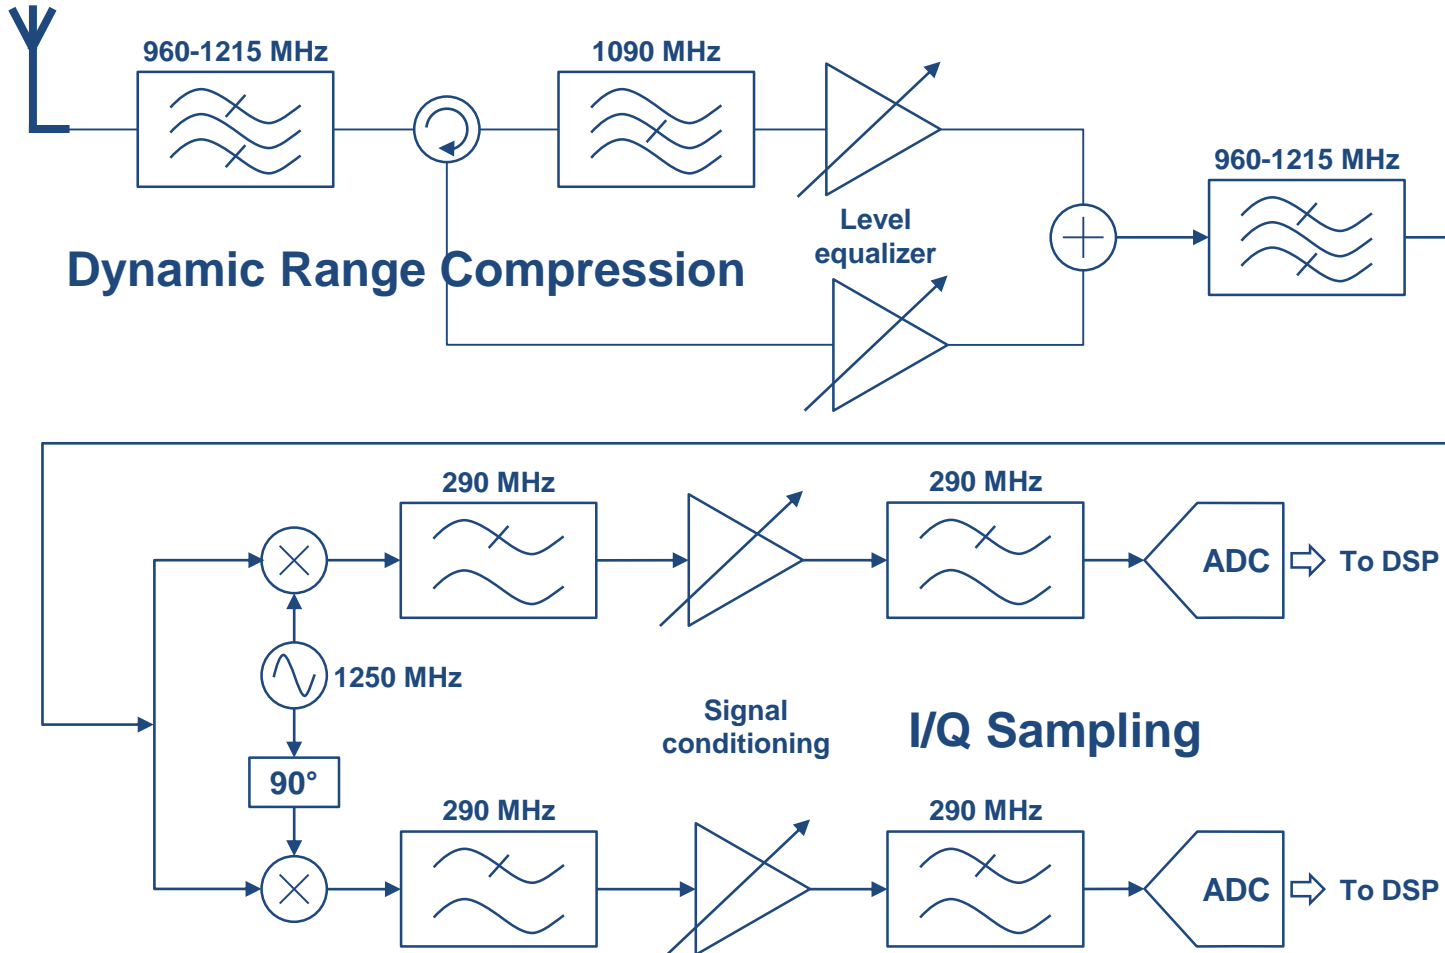 960-1215 MHz
1090 MHz
960-1215 MHz
Level
equalizer
Dynamic Range Compression
290 MHz
290 MHz
ADC
To DSP
1250 MHz
Signal
conditioning
I/Q Sampling
90°
290 MHz
290 MHz
ADC
To DSP